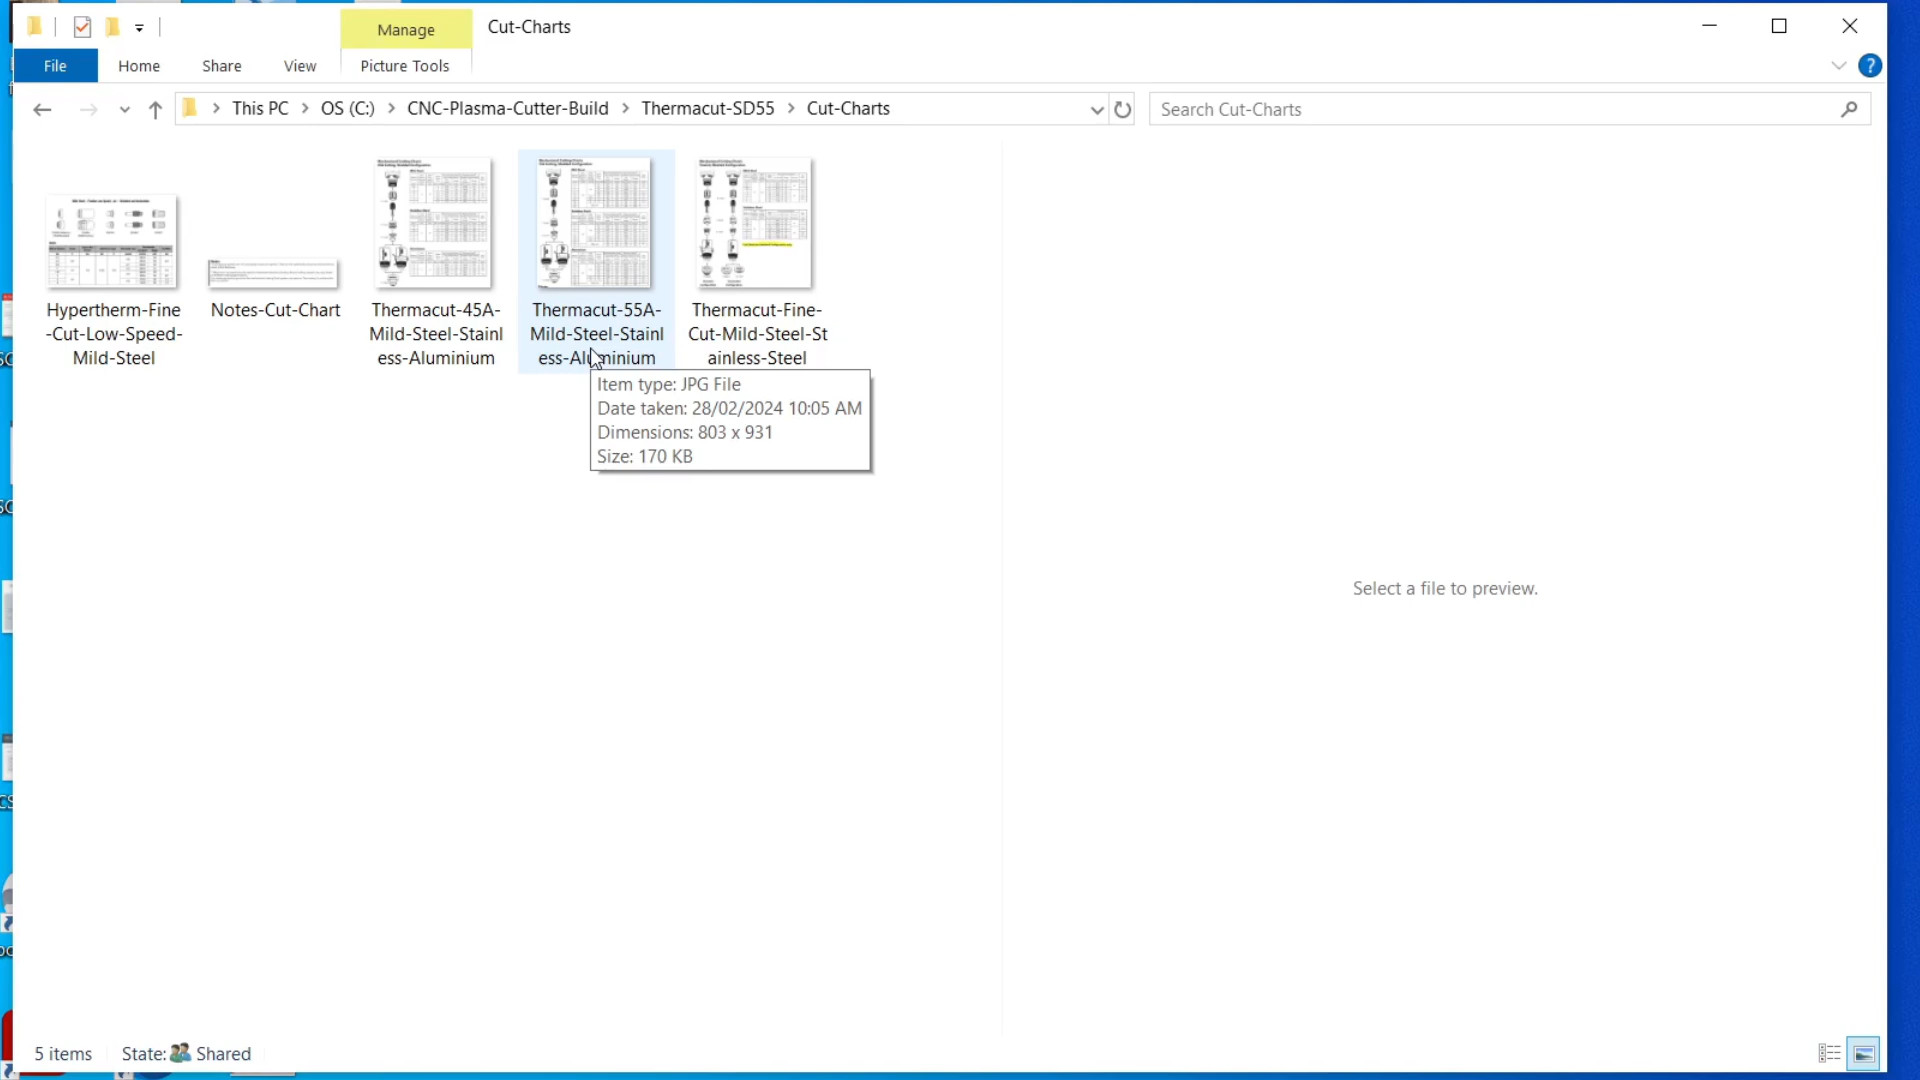 Manage
Cut-Charts
File
Home
Share
View
Picture Tools
This PC > OS (C:) > CNC-Plasma-Cutter-Build > Thermacut-SD55 > Cut-Charts
Search Cut-Charts
Hypertherm-Fine
-Cut-Low-Speed-
Mild-Steel
Notes-Cut-Chart
Thermacut-45A-
Mild-Steel-Stainl
ess-Aluminium
Thermacut-55A-
Mild-Steel-Stainl
ess-Aluminium
Thermacut-Fine-
Cut-Mild-Steel-St
ainless-Steel
Item type: JPG File
Date taken: 28/02/2024 10:05 AM
Dimensions: 803 x 931
Size: 170 KB
Select a file to preview.
5 items
State: Shared